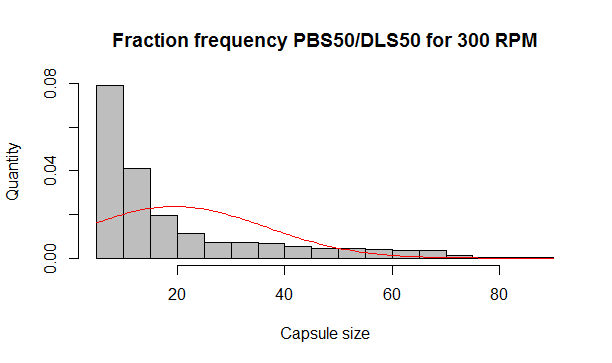 Fraction frequency PBS50/DLS50 for 300 RPM
Quantity
0.08
0.04
0.00
20 40 60 80
Capsule size